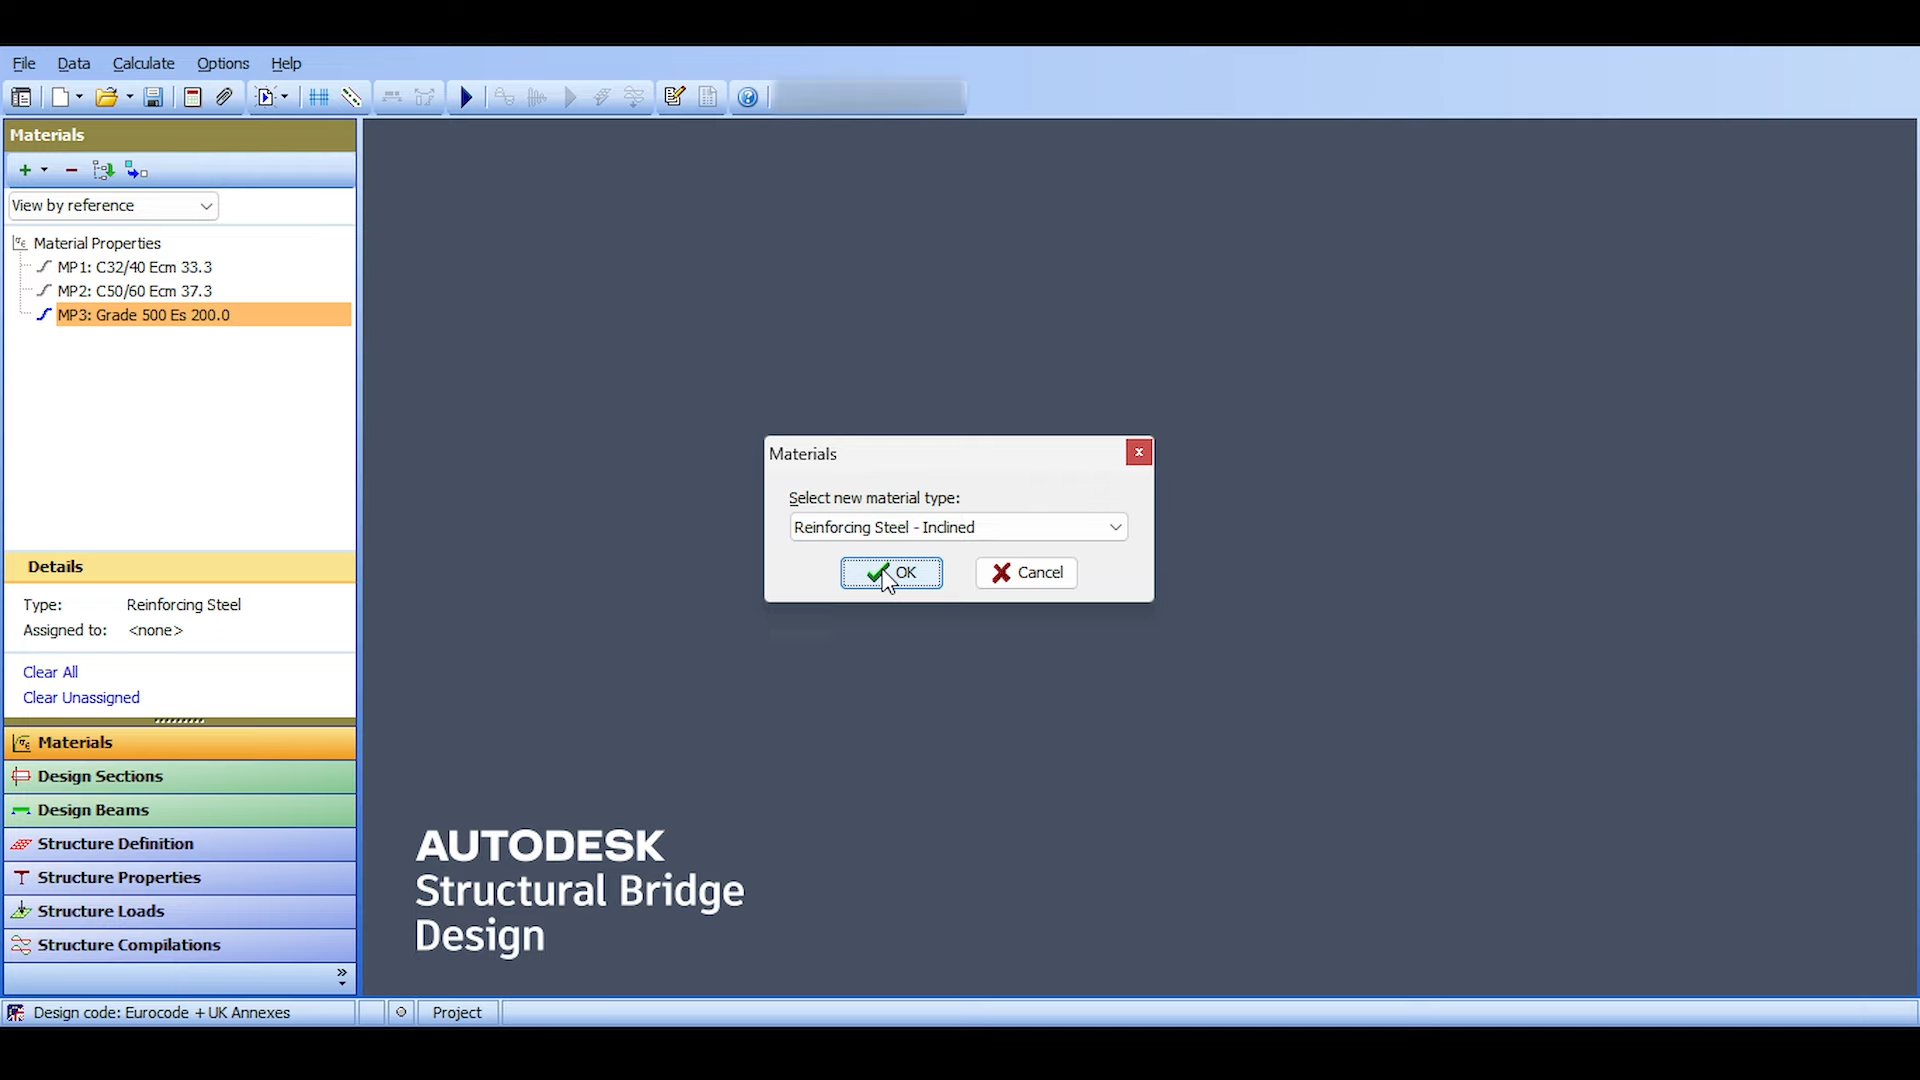 File Data Calculate Options Help
Materials
View by reference
Material Properties
MP1: C32/40 Ecm 33.3
MP2: C50/60 Ecm 37.3
MP3: Grade 500 Es 200.0
Materials
Select new material type:
Reinforcing Steel - Inclined
OK Cancel
Details
Type: Reinforcing Steel
Assigned to: <none>
Clear All
Clear Unassigned
Materials
Design Sections
Design Beams
Structure Definition
Structure Properties
Structure Loads
Structure Compilations
AUTODESK
Structural Bridge
Design
Design code: Eurocode + UK Annexes Project